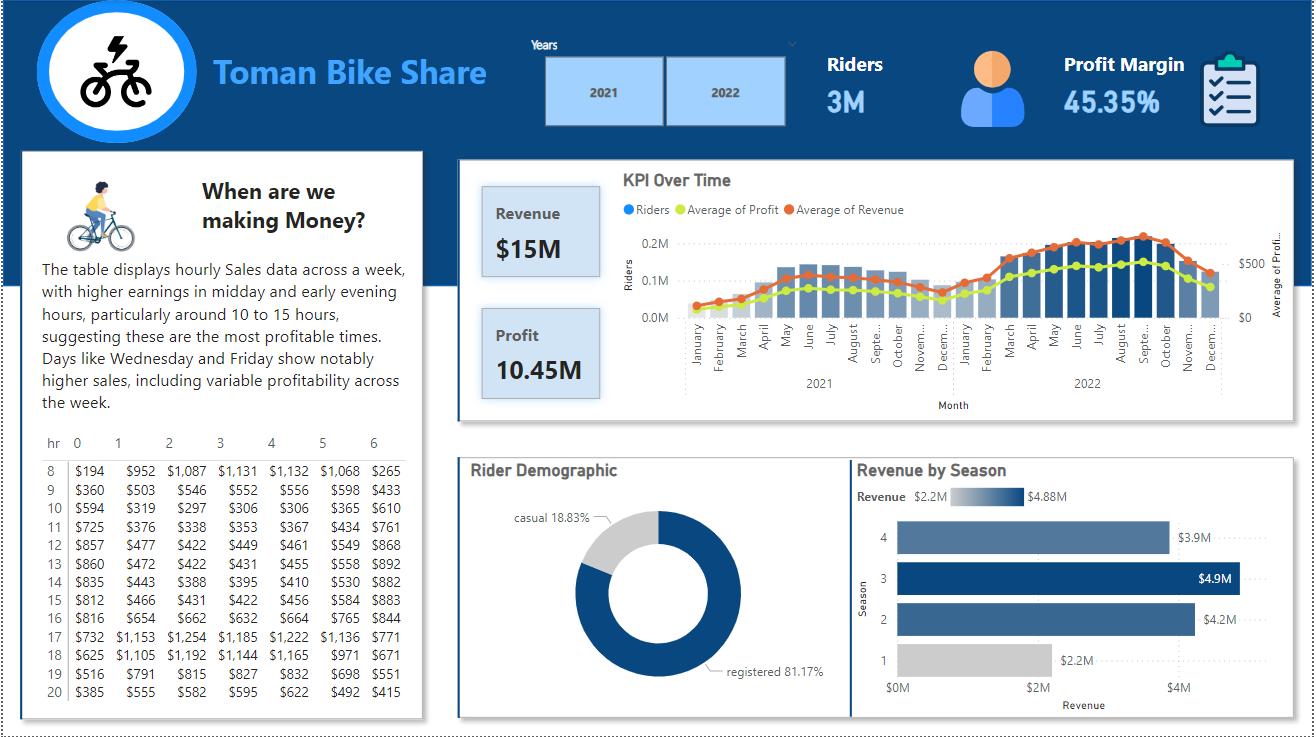 Toman Bike Share
Years
2021
2022
Riders
3M
Profit Margin
45.35%
When are we
making Money?
The table displays hourly Sales data across a week,
with higher earnings in midday and early evening
hours, particularly around 10 to 15 hours,
suggesting these are the most profitable times.
Days like Wednesday and Friday show notably
higher sales, including variable profitability across
the week.
hr 0 1 2 3 4 5 6
8 $194 $952 $1,087 $1,131 $1,132 $1,068 $265
9 $360 $503 $546 $552 $556 $598 $433
10 $594 $319 $297 $306 $306 $365 $610
11 $725 $376 $338 $353 $367 $434 $761
12 $857 $477 $422 $449 $461 $549 $868
13 $860 $472 $422 $431 $455 $558 $892
14 $835 $443 $388 $395 $410 $530 $882
15 $812 $466 $431 $422 $456 $584 $883
16 $816 $654 $662 $632 $664 $765 $844
17 $732 $1,153 $1,254 $1,185 $1,222 $1,136 $771
18 $625 $1,105 $1,192 $1,144 $1,165 $971 $671
19 $516 $791 $815 $827 $832 $698 $551
20 $385 $555 $582 $595 $622 $492 $415
Revenue
$15M
Profit
10.45M
KPI Over Time
Riders Average of Profit Average of Revenue
Riders
0.2M
0.1M
0.0M
$500
$0
Average of Profi...
January February March April May June July August Septe... October Novem... Decem... January February March April May June July August Septe... October Novem... Decem...
2021 2022
Month
Rider Demographic
casual 18.83%
registered 81.17%
Revenue by Season
Revenue $2.2M $4.88M
Season
4 $3.9M
3 $4.9M
2 $4.2M
1 $2.2M
$0M $2M $4M
Revenue